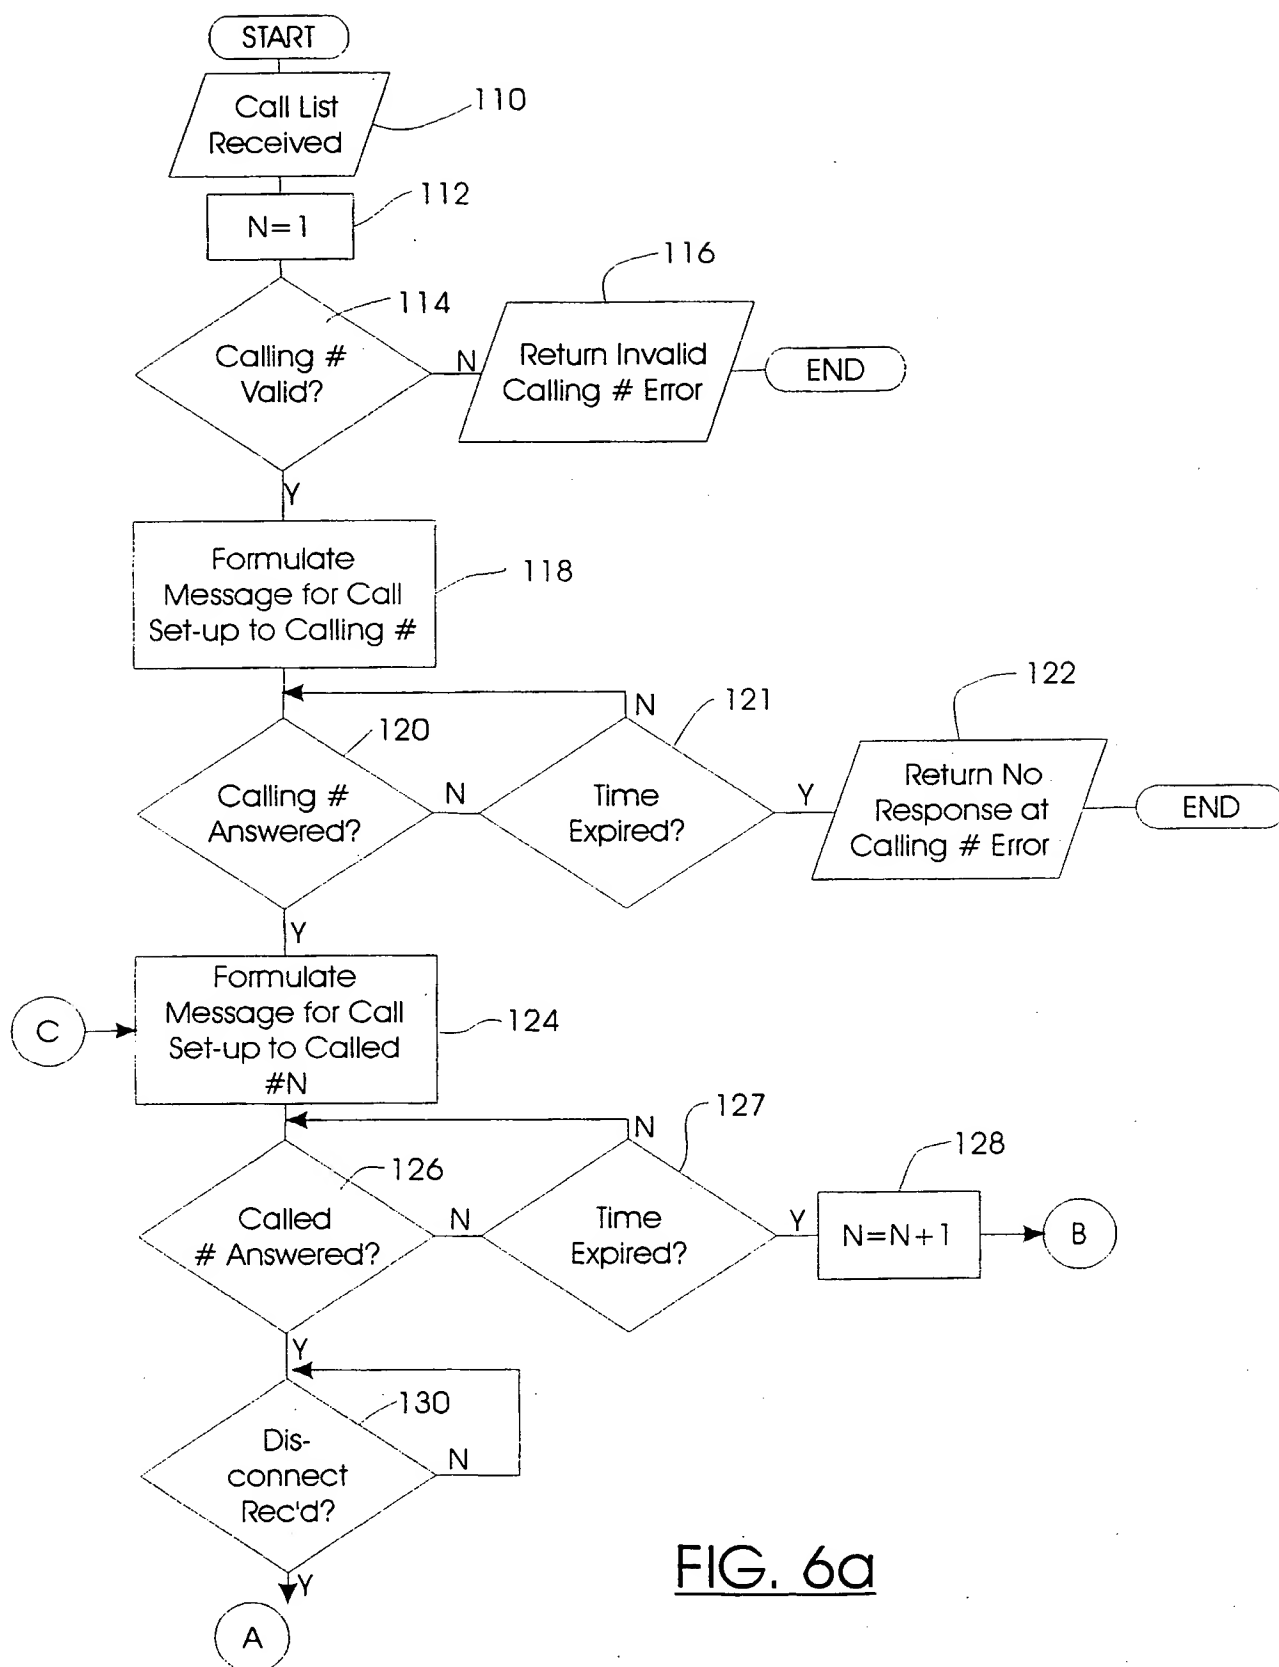 START
Call List
Received
110
N=1
112
Calling #
Valid?
114
N
Return Invalid
Calling # Error
116
END
Y
Formulate
Message for Call
Set-up to Calling #
118
Calling #
Answered?
120
N
Time
Expired?
121
N
Y
Return No
Response at
Calling # Error
122
END
Y
C
Formulate
Message for Call
Set-up to Called
#N
124
Called
# Answered?
126
N
Time
Expired?
127
N
Y
N=N+1
128
B
Y
Dis-
connect
Rec'd?
130
N
Y
A
FIG. 6a